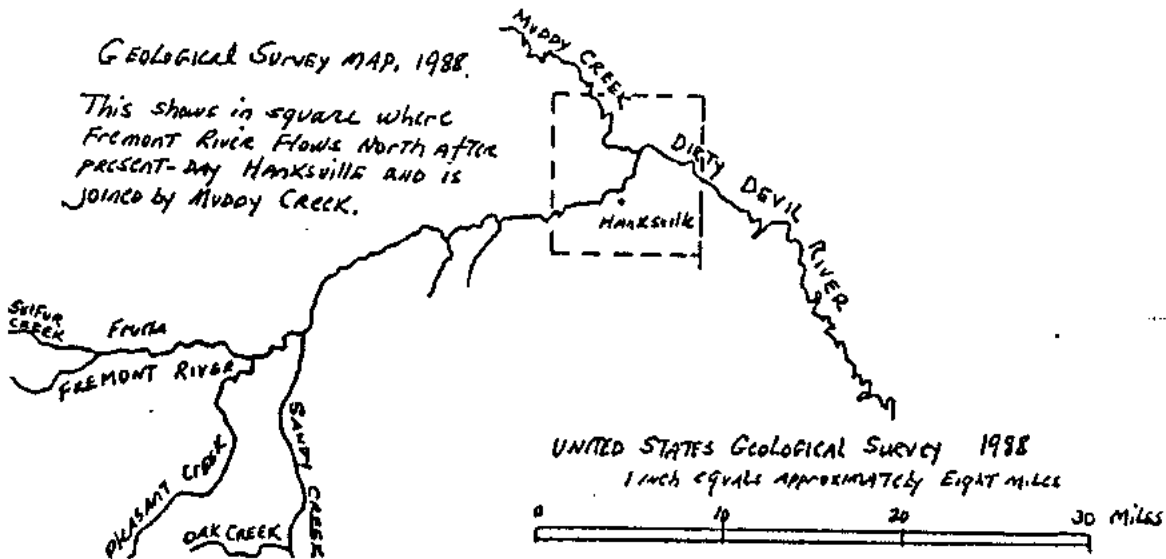 GEOLOGICAL SURVEY MAP, 1988.
This shows in square where
Fremont River Flows North after
present-day Hanksville and is
joined by Muddy Creek.
MUDDY CREEK
DIRTY DEVIL RIVER
Hanksville
SULFUR
CREEK
FRUITA
FREMONT RIVER
PLEASANT CREEK
SANDY CREEK
OAK CREEK
UNITED STATES GEOLOGICAL SURVEY 1988
1 inch equals approximately Eight Miles
0 10 20 30 MILES